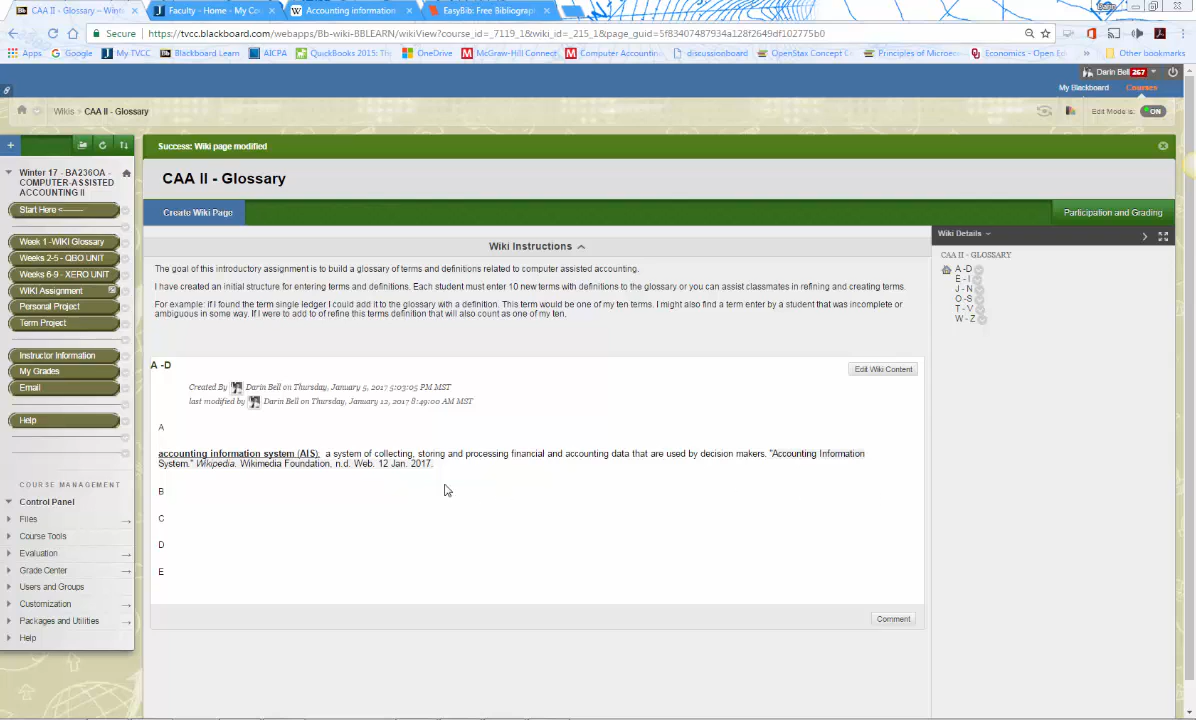 CAA II - Glossary – Winte
Faculty - Home - My Co
Accounting information
EasyBib: Free Bibliograp
Darin
Secure
https://tvcc.blackboard.com/webapps/Bb-wiki-BBLEARN/wikiView?course_id=_7119_1&wiki_id=_215_1&page_guid=5f83407487934a128f2649df102775b0
Apps
Google
My TVCC
Blackboard Learn
AICPA
QuickBooks 2015: The
OneDrive
McGraw-Hill Connect
Computer Accounting
discussionboard
OpenStax Concept Co
Principles of Microec
Economics - Open Ed
Other bookmarks
Darin Bell 267
My Blackboard
Courses
Wikis > CAA II - Glossary
Edit Mode is: ON
Success: Wiki page modified
Winter 17 - BA236OA - COMPUTER-ASSISTED ACCOUNTING II
Start Here <--------
Week 1 -WIKI Glossary
Weeks 2-5 - QBO UNIT
Weeks 6-9 - XERO UNIT
WIKI Assignment
Personal Project
Term Project
Instructor Information
My Grades
Email
Help
COURSE MANAGEMENT
Control Panel
Files
Course Tools
Evaluation
Grade Center
Users and Groups
Customization
Packages and Utilities
Help
CAA II - Glossary
Create Wiki Page
Participation and Grading
Wiki Instructions
The goal of this introductory assignment is to build a glossary of terms and definitions related to computer assisted accounting.
I have created an initial structure for entering terms and definitions. Each student must enter 10 new terms with definitions to the glossary or you can assist classmates in refining and creating terms.
For example: if I found the term single ledger I could add it to the glossary with a definition. This term would be one of my ten terms. I might also find a term enter by a student that was incomplete or
ambiguous in some way. If I were to add to of refine this terms definition that will also count as one of my ten.
A -D
Edit Wiki Content
Created By Darin Bell on Thursday, January 5, 2017 5:03:05 PM MST
last modified by Darin Bell on Thursday, January 12, 2017 8:49:00 AM MST
A
accounting information system (AIS). a system of collecting, storing and processing financial and accounting data that are used by decision makers. "Accounting Information
System." Wikipedia. Wikimedia Foundation, n.d. Web. 12 Jan. 2017.
B
C
D
E
Comment
Wiki Details
CAA II - GLOSSARY
A -D
E - I
J - N
O -S
T - V
W - Z